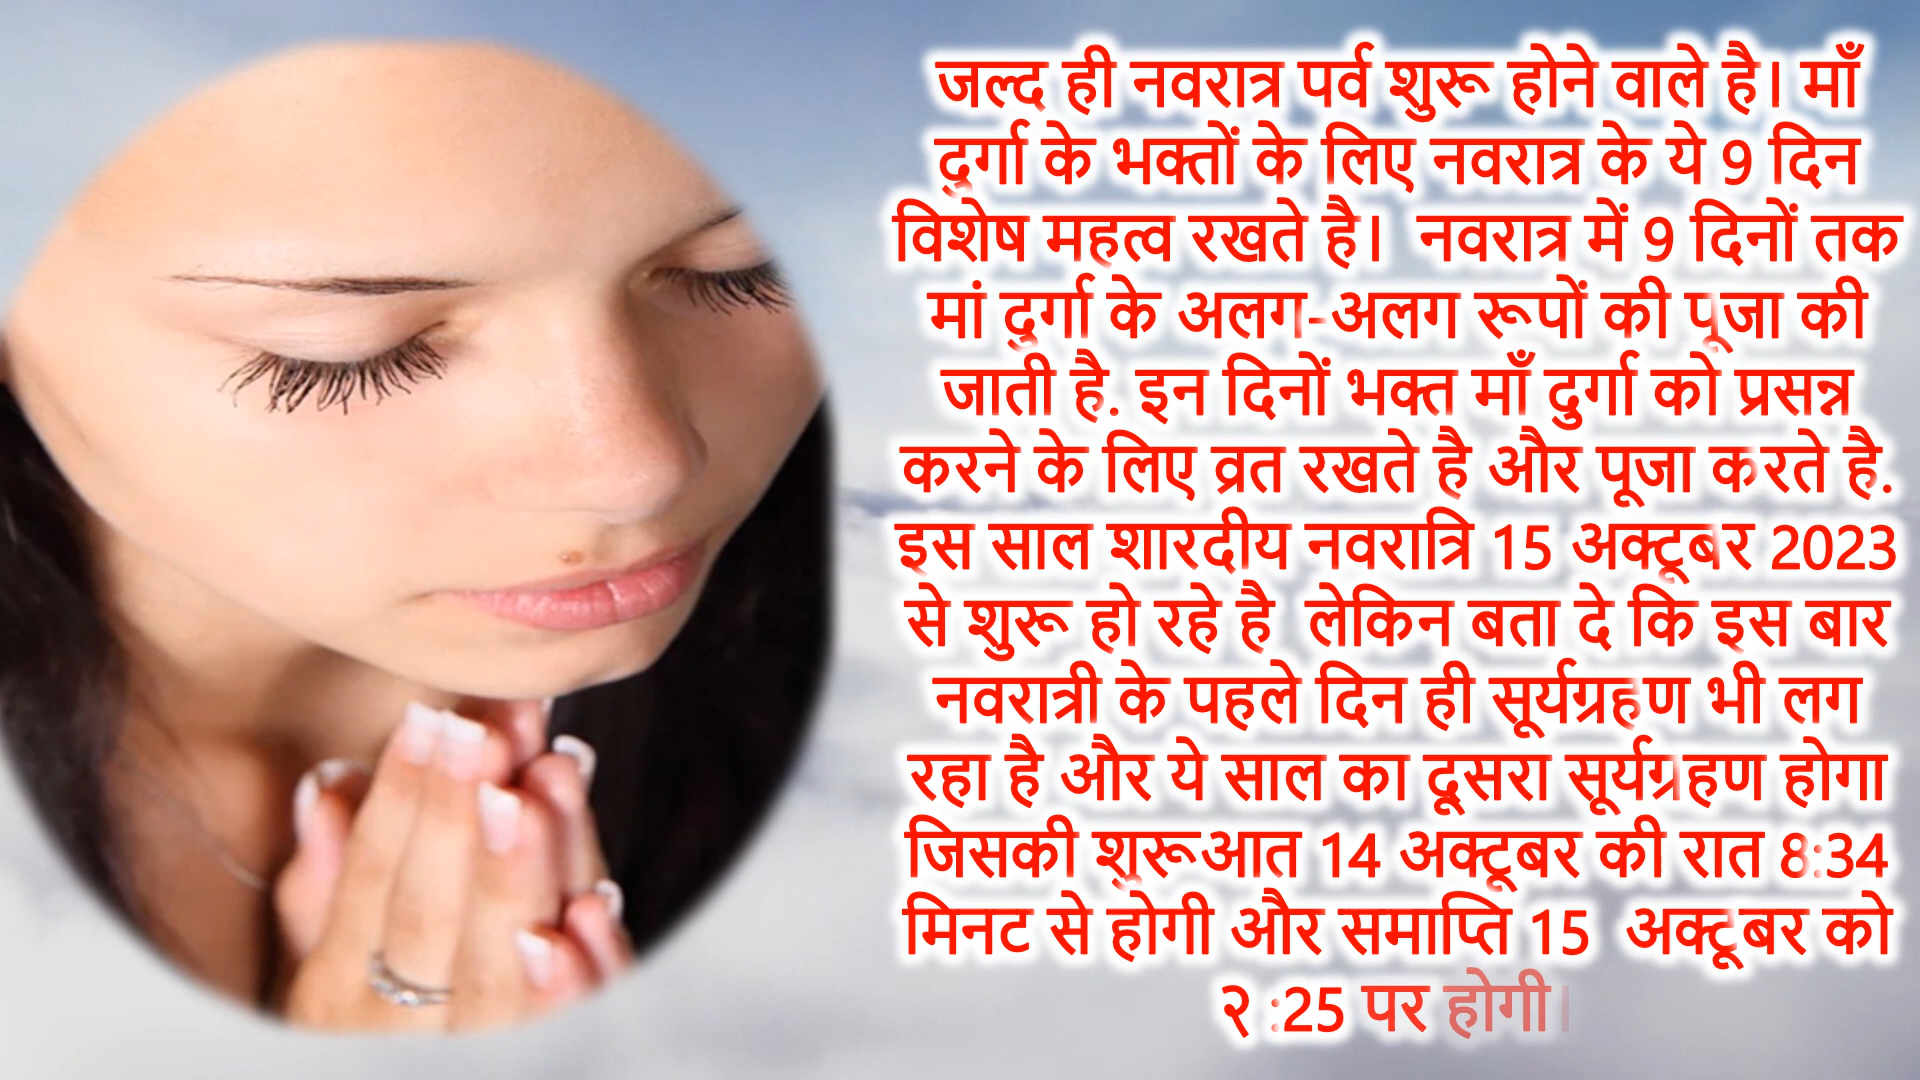 जल्द ही नवरात्र पर्व शुरू होने वाले है। माँ
दुर्गा के भक्तों के लिए नवरात्र के ये 9 दिन
विशेष महत्व रखते है।  नवरात्र में 9 दिनों तक
मां दुर्गा के अलग-अलग रूपों की पूजा की
जाती है. इन दिनों भक्त माँ दुर्गा को प्रसन्न
करने के लिए व्रत रखते है और पूजा करते है.
इस साल शारदीय नवरात्रि 15 अक्टूबर 2023
से शुरू हो रहे है  लेकिन बता दे कि इस बार
नवरात्री के पहले दिन ही सूर्यग्रहण भी लग
रहा है और ये साल का दूसरा सूर्यग्रहण होगा
जिसकी शुरूआत 14 अक्टूबर की रात 8:34
मिनट से होगी और समाप्ति 15  अक्टूबर को
२ :25 पर होगी।